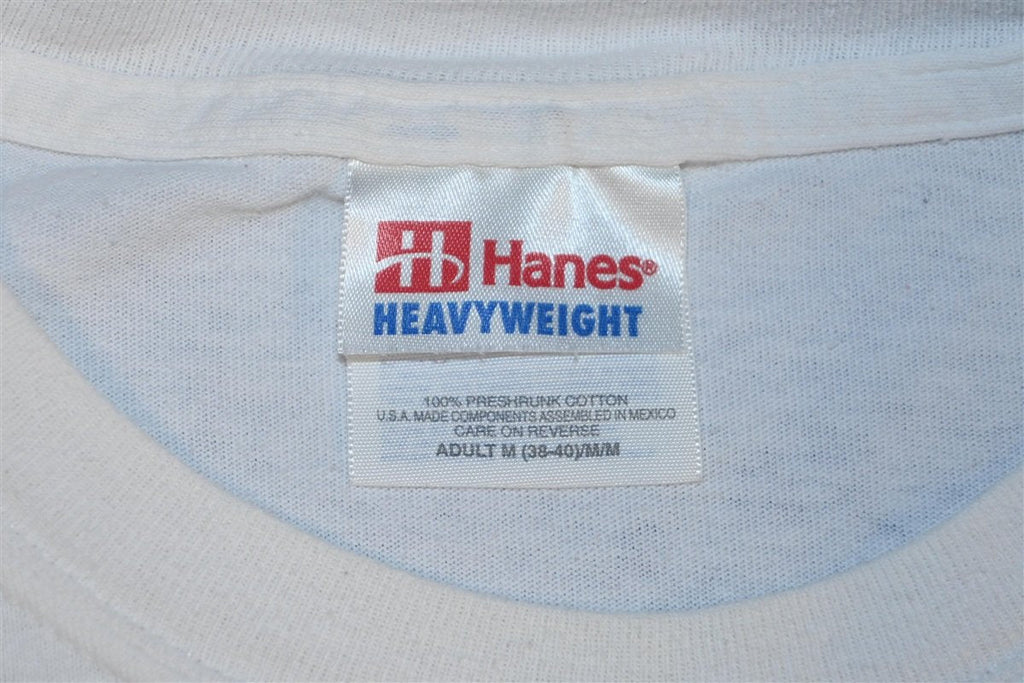 H Hanes®
HEAVYWEIGHT
100% PRESHRUNK COTTON
U.S.A. MADE COMPONENTS ASSEMBLED IN MEXICO
CARE ON REVERSE
ADULT M (38-40)/M/M